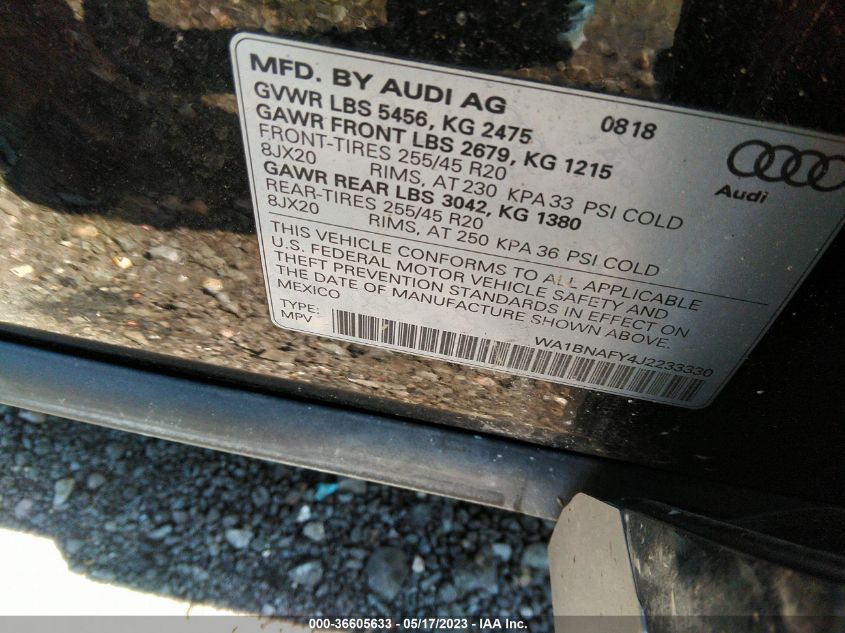 MFD. BY AUDI AG 0818
GVWR LBS 5456, KG 2475
GAWR FRONT LBS 2679, KG 1215
FRONT-TIRES 255/45 R20
8JX20 RIMS, AT 230 KPA 33 PSI COLD
GAWR REAR LBS 3042, KG 1380
REAR-TIRES 255/45 R20
8JX20 RIMS, AT 250 KPA 36 PSI COLD
Audi
THIS VEHICLE CONFORMS TO ALL APPLICABLE
U.S. FEDERAL MOTOR VEHICLE SAFETY AND
THEFT PREVENTION STANDARDS IN EFFECT ON
THE DATE OF MANUFACTURE SHOWN ABOVE.
MEXICO
TYPE:
MPV
WA1BNAFY4J2233330
000-36605633 - 05/17/2023 - IAA Inc.